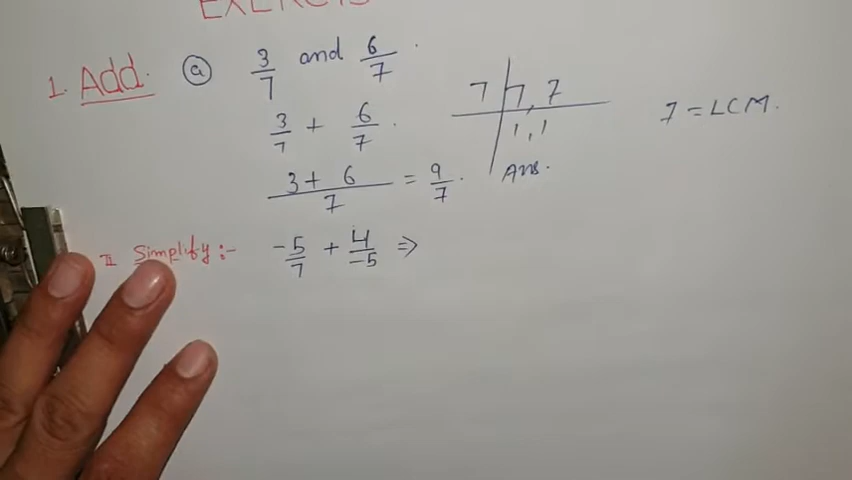 EXERCIS
1. Add. (a) 3/7 and 6/7.
3/7 + 6/7.
7 | 7, 7
1, 1
7 = LCM.
3 + 6 / 7 = 9/7. Ans.
II Simplify :- -5/7 + 4/-5 ⇒